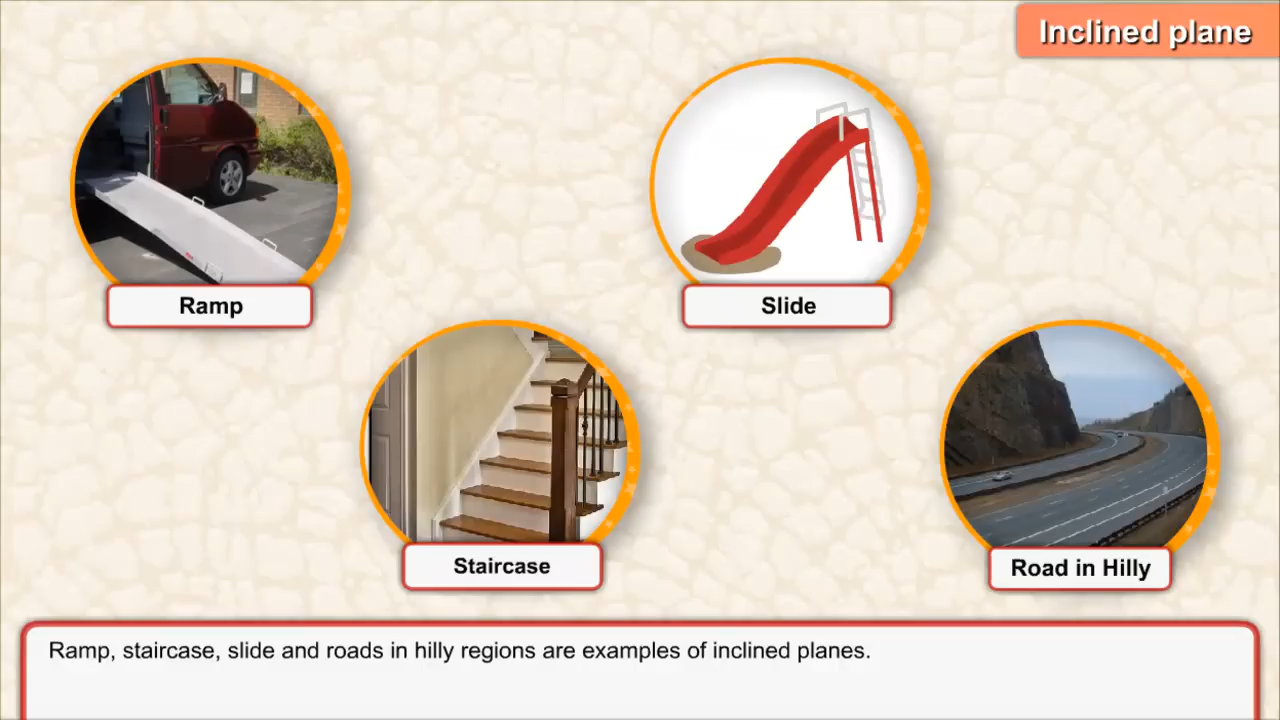 Inclined plane
Ramp
Slide
Staircase
Road in Hilly
Ramp, staircase, slide and roads in hilly regions are examples of inclined planes.